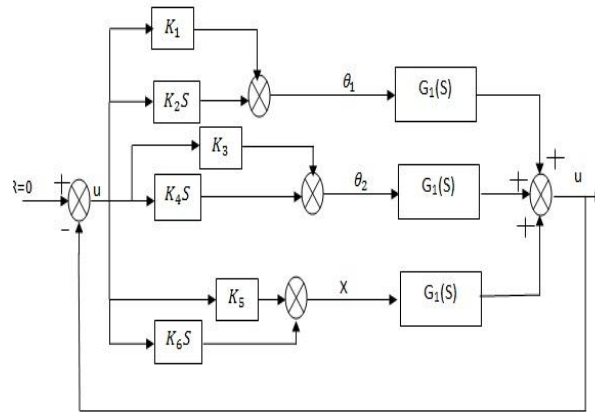 K₁
K₂S
θ₁
G₁(S)
K₃
R=0
+
u
K₄S
θ₂
G₁(S)
+
+
u
−
+
K₅
X
G₁(S)
K₆S